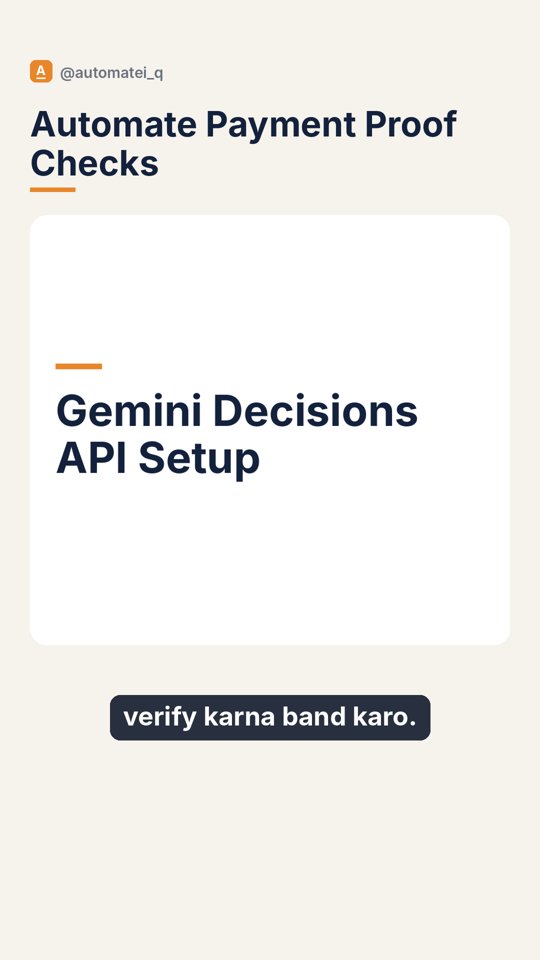 A
@automatei_q
Automate Payment Proof
Checks
Gemini Decisions
API Setup
verify karna band karo.